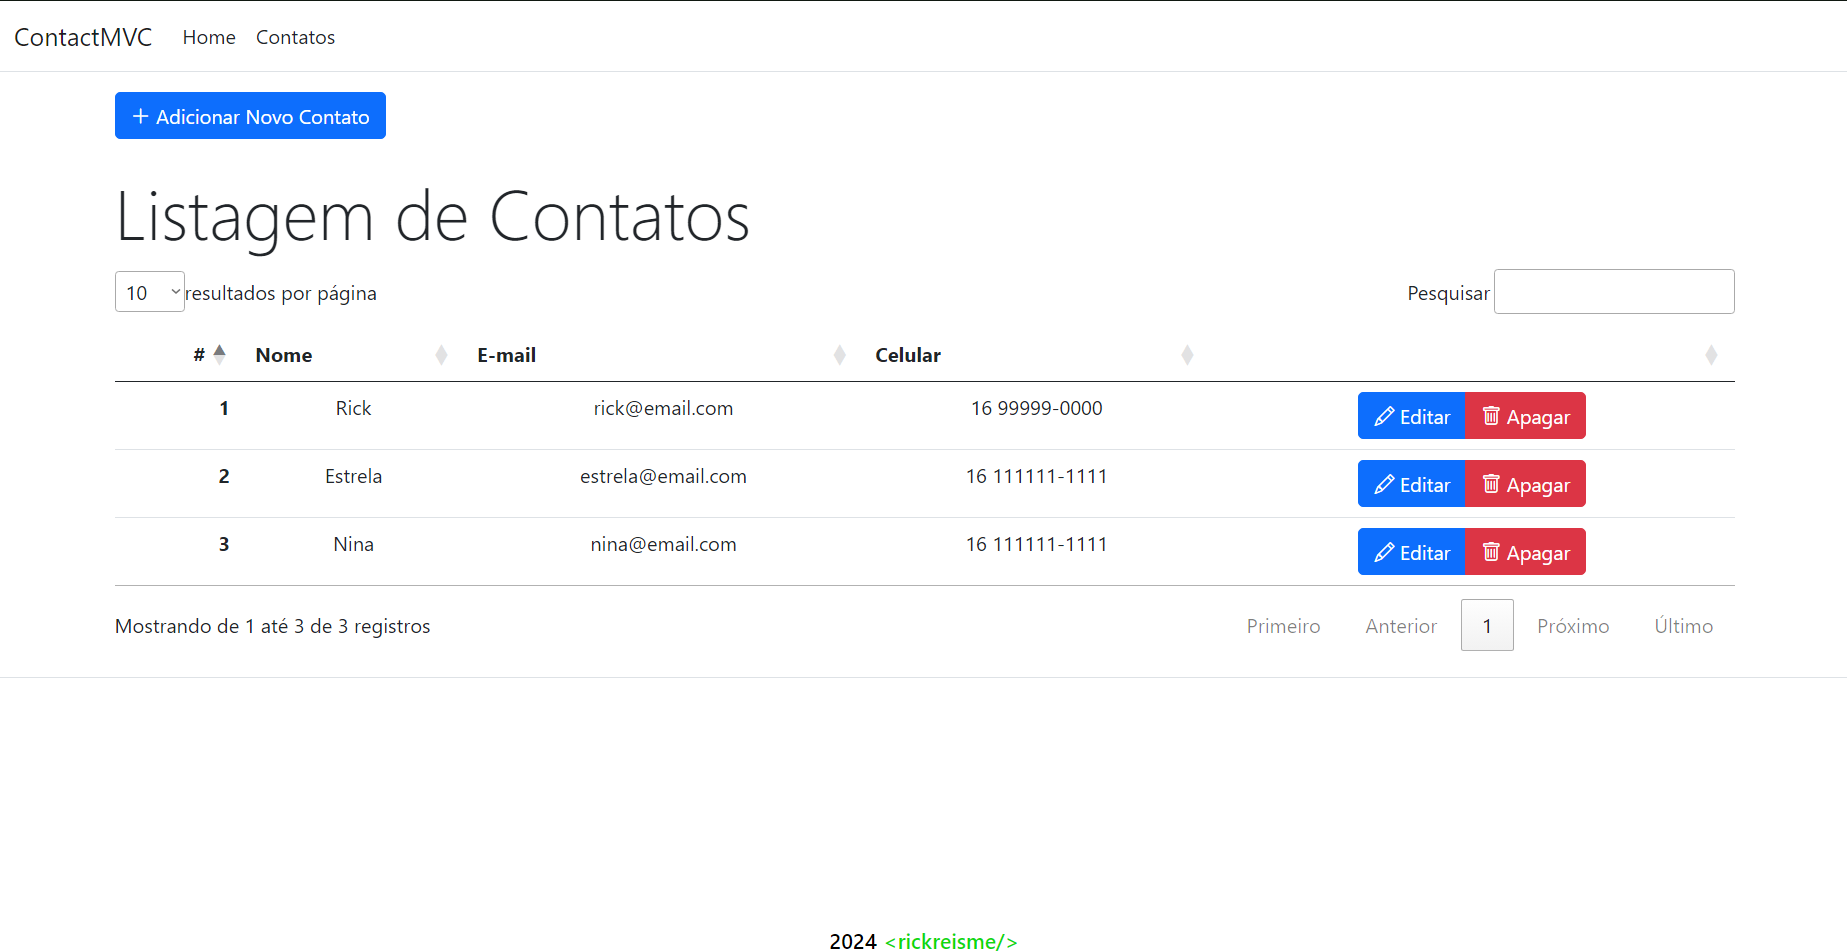 ContactMVC Home Contatos
+ Adicionar Novo Contato
Listagem de Contatos
10 resultados por página Pesquisar
# Nome E-mail Celular
1 Rick rick@email.com 16 99999-0000 Editar Apagar
2 Estrela estrela@email.com 16 111111-1111 Editar Apagar
3 Nina nina@email.com 16 111111-1111 Editar Apagar
Mostrando de 1 até 3 de 3 registros Primeiro Anterior 1 Próximo Último
2024 <rickreisme/>